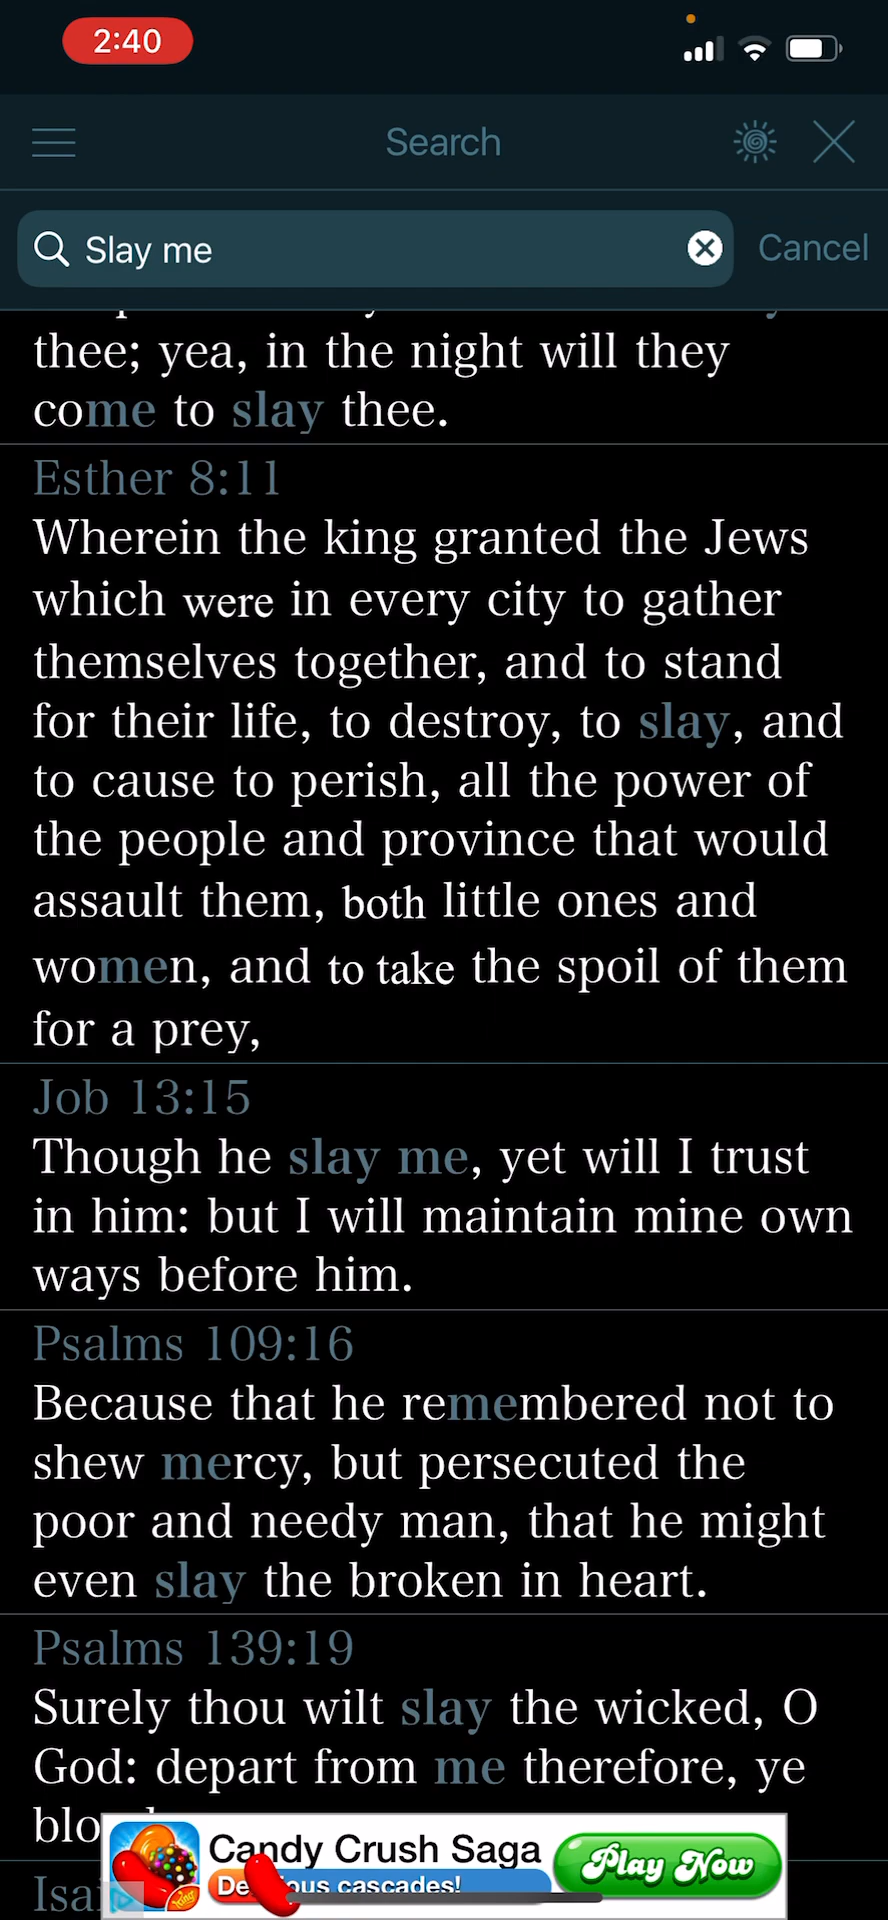 2:40
Search
Slay me
Cancel
thee; yea, in the night will they
come to slay thee.
Esther 8:11
Wherein the king granted the Jews
which were in every city to gather
themselves together, and to stand
for their life, to destroy, to slay, and
to cause to perish, all the power of
the people and province that would
assault them, both little ones and
women, and to take the spoil of them
for a prey,
Job 13:15
Though he slay me, yet will I trust
in him: but I will maintain mine own
ways before him.
Psalms 109:16
Because that he remembered not to
shew mercy, but persecuted the
poor and needy man, that he might
even slay the broken in heart.
Psalms 139:19
Surely thou wilt slay the wicked, O
God: depart from me therefore, ye
Candy Crush Saga
cascades!
Play Now
King